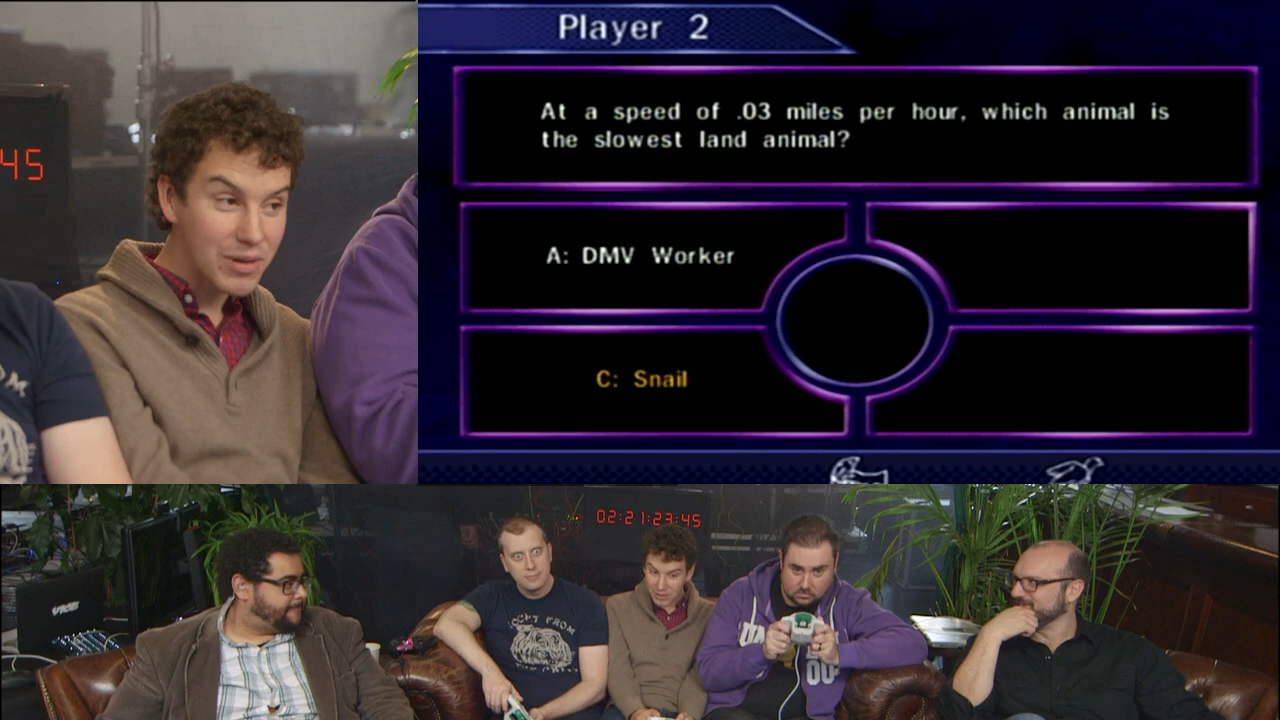 Player 2
At a speed of .03 miles per hour, which animal is
the slowest land animal?
A: DMV Worker
C: Snail
45
02:21:23:45